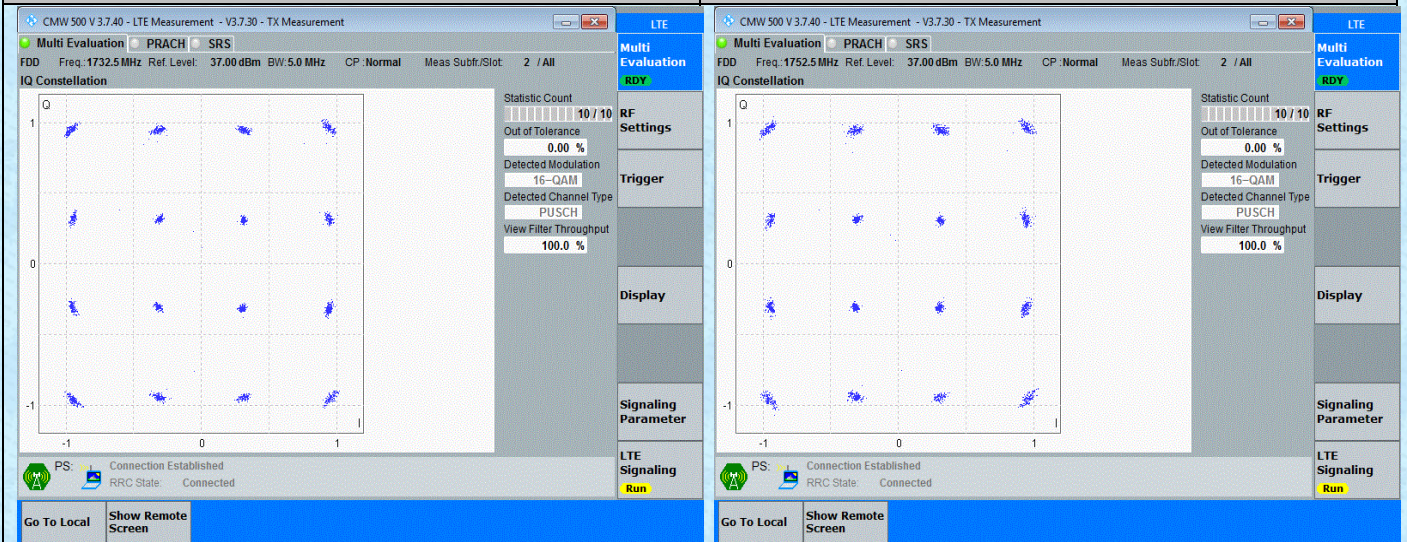 CMW 500 V 3.7.40 - LTE Measurement - V3.7.30 - TX Measurement
LTE
Multi Evaluation PRACH SRS
Multi
Evaluation
RDY
FDD Freq.: 1732.5 MHz Ref. Level: 37.00 dBm BW: 5.0 MHz CP : Normal Meas Subfr./Slot: 2 / All
IQ Constellation
Q
1
0
-1
-1 0 1
I
Statistic Count
10 / 10
Out of Tolerance
0.00 %
Detected Modulation
16-QAM
Detected Channel Type
PUSCH
View Filter Throughput
100.0 %
RF
Settings
Trigger
Display
Signaling
Parameter
LTE
Signaling
Run
PS: Connection Established
RRC State: Connected
Go To Local
Show Remote
Screen
CMW 500 V 3.7.40 - LTE Measurement - V3.7.30 - TX Measurement
LTE
Multi Evaluation PRACH SRS
Multi
Evaluation
RDY
FDD Freq.: 1752.5 MHz Ref. Level: 37.00 dBm BW: 5.0 MHz CP : Normal Meas Subfr./Slot: 2 / All
IQ Constellation
Q
1
0
-1
-1 0 1
I
Statistic Count
10 / 10
Out of Tolerance
0.00 %
Detected Modulation
16-QAM
Detected Channel Type
PUSCH
View Filter Throughput
100.0 %
RF
Settings
Trigger
Display
Signaling
Parameter
LTE
Signaling
Run
PS: Connection Established
RRC State: Connected
Go To Local
Show Remote
Screen